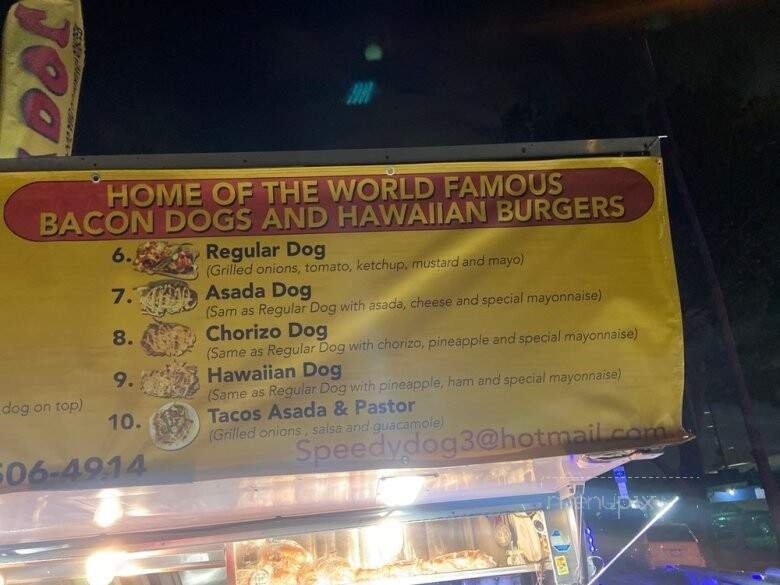 DOG
HOME OF THE WORLD FAMOUS
BACON DOGS AND HAWAIIAN BURGERS
6. Regular Dog
(Grilled onions, tomato, ketchup, mustard and mayo)
7. Asada Dog
(Sam as Regular Dog with asada, cheese and special mayonnaise)
8. Chorizo Dog
(Same as Regular Dog with chorizo, pineapple and special mayonnaise)
9. Hawaiian Dog
(Same as Regular Dog with pineapple, ham and special mayonnaise)
dog on top)
10. Tacos Asada & Pastor
(Grilled onions , salsa and guacamole)
Speedydog3@hotmail.com
506-4914
menupix